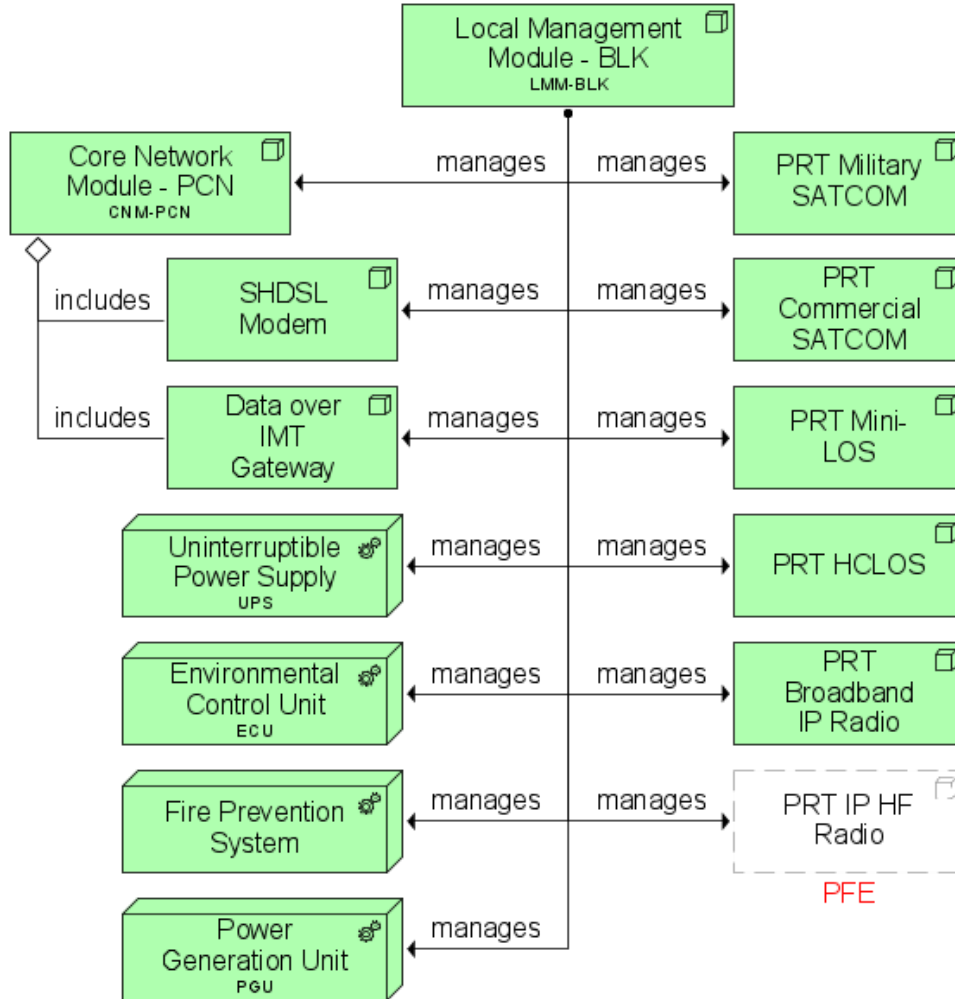 Local Management
Module - BLK
LMM-BLK
Core Network
Module - PCN
CNM-PCN
manages
manages
PRT Military
SATCOM
includes
SHDSL
Modem
manages
manages
PRT
Commercial
SATCOM
includes
Data over
IMT
Gateway
manages
manages
PRT Mini-
LOS
Uninterruptible
Power Supply
UPS
manages
manages
PRT HCLOS
Environmental
Control Unit
ECU
manages
manages
PRT
Broadband
IP Radio
Fire Prevention
System
manages
manages
PRT IP HF
Radio
PFE
Power
Generation Unit
PGU
manages